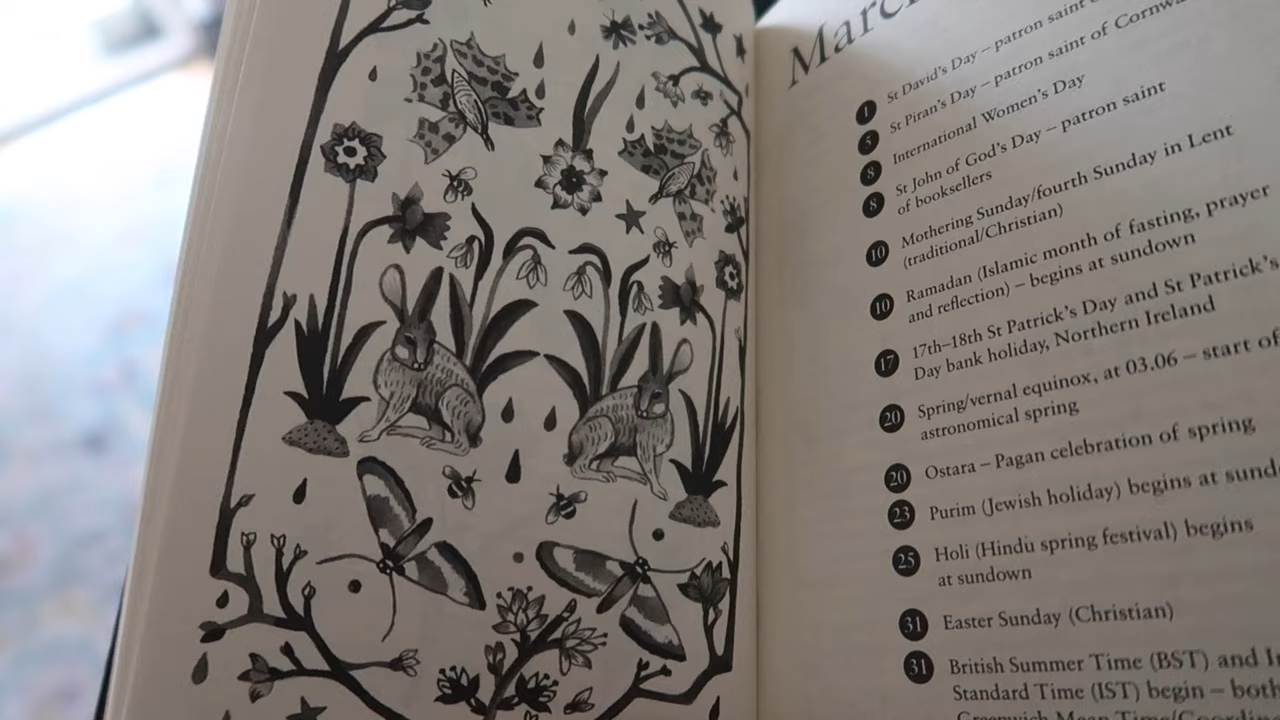 1 St David's Day – patron saint
5 St Piran's Day – patron saint of
8 International Women's Day
8 St John of God's Day – patron saint
of booksellers
10 Mothering Sunday/fourth Sunday in Lent
(traditional/Christian)
10 Ramadan (Islamic month of fasting, prayer
and reflection) – begins at sundown
17 17th–18th St Patrick's Day and St Patrick's
Day bank holiday, Northern Ireland
20 Spring/vernal equinox, at 03.06 – start of
astronomical spring
20 Ostara – Pagan celebration of spring
23 Purim (Jewish holiday) begins at
25 Holi (Hindu spring festival) begins
at sundown
31 Easter Sunday (Christian)
31 British Summer Time (BST) and
Standard Time (IST) begin – both